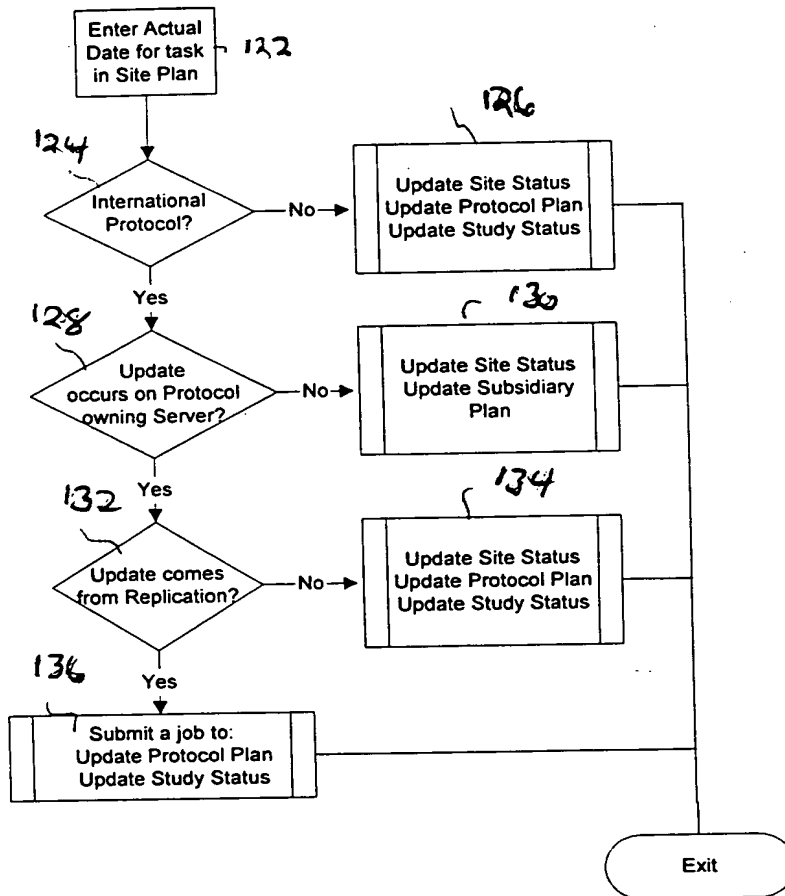 Enter Actual
Date for task
in Site Plan
122
124
International
Protocol?
No
126
Update Site Status
Update Protocol Plan
Update Study Status
Yes
128
Update
occurs on Protocol
owning Server?
No
130
Update Site Status
Update Subsidiary
Plan
Yes
132
Update comes
from Replication?
No
134
Update Site Status
Update Protocol Plan
Update Study Status
Yes
136
Submit a job to:
Update Protocol Plan
Update Study Status
Exit